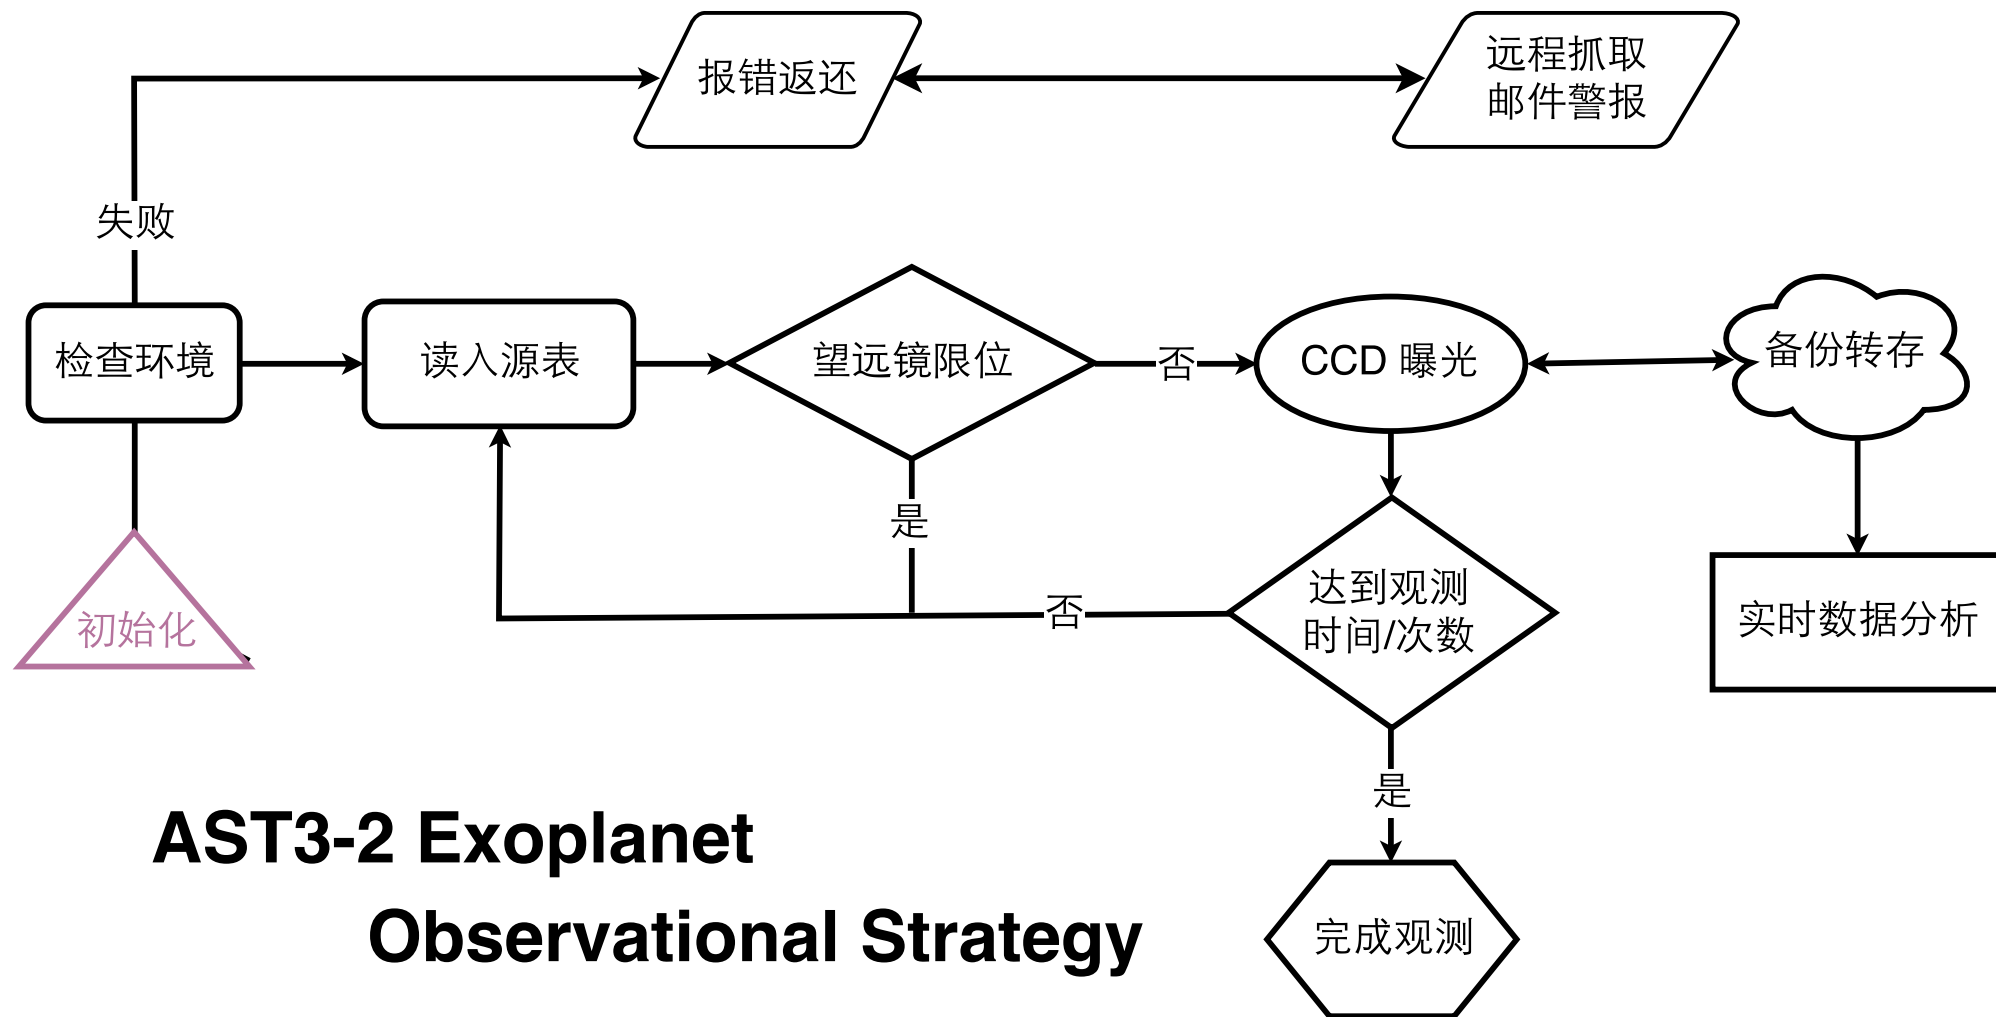 报错返还
远程抓取
邮件警报
失败
检查环境
读入源表
望远镜限位
否
CCD 曝光
备份转存
是
初始化
否
达到观测
时间/次数
实时数据分析
是
AST3-2 Exoplanet
Observational Strategy
完成观测